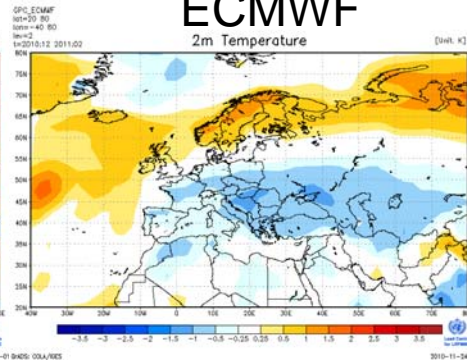 ECMWF
GPC_ECMWF
lat=20 80
lon=-40 80
lev=2
t=2010:12 2011:02
2m Temperature
[Unit, K]
80N
75N
70N
65N
60N
55N
50N
45N
40N
35N
30N
25N
20N
40W 30W 20W 10W 0 10E 20E 30E 40E 50E 60E 70E
-3.5 -3 -2.5 -2 -1.5 -1 -0.5 -0.25 0.25 0.5 1 1.5 2 2.5 3 3.5
-01 GrADS: COLA/IGES
2010-11-